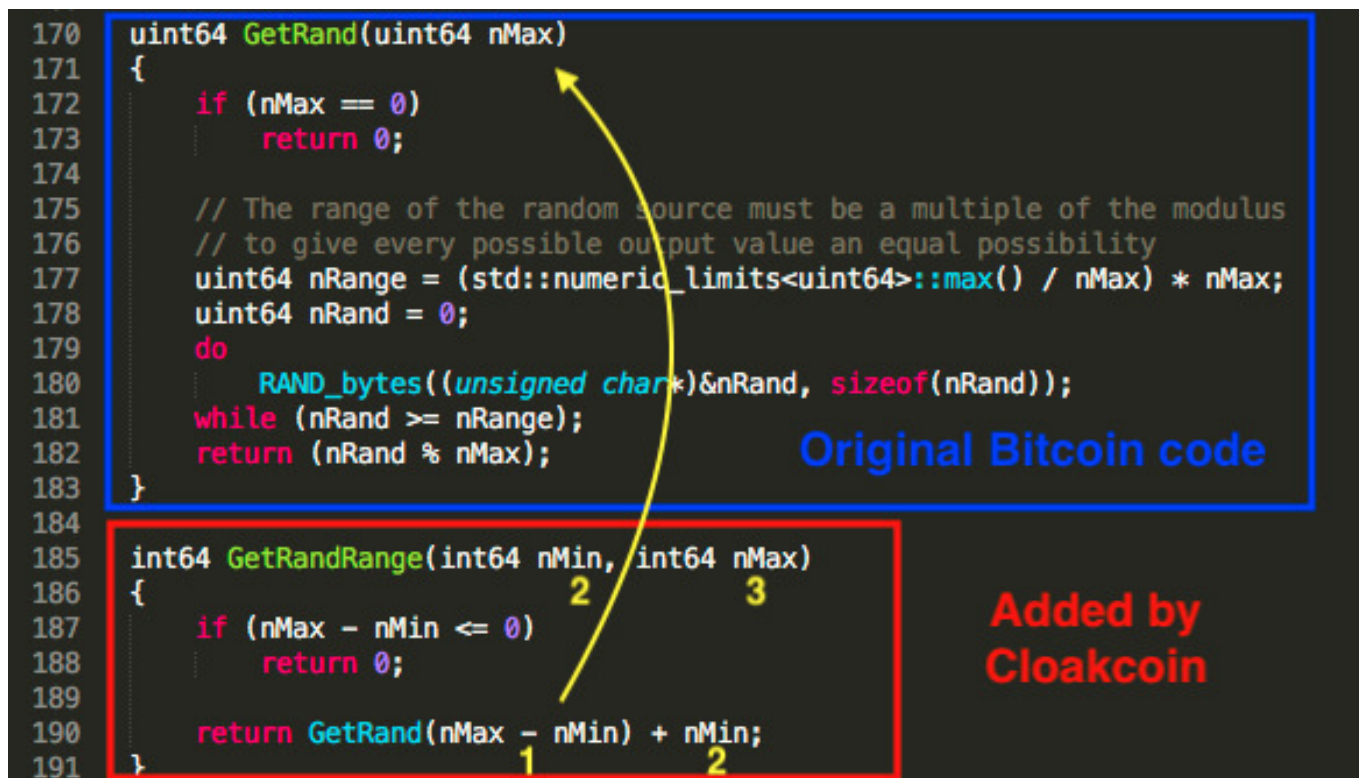 170 uint64 GetRand(uint64 nMax)
171 {
172 if (nMax == 0)
173 return 0;
174
175 // The range of the random source must be a multiple of the modulus
176 // to give every possible output value an equal possibility
177 uint64 nRange = (std::numeric_limits<uint64>::max() / nMax) * nMax;
178 uint64 nRand = 0;
179 do
180 RAND_bytes((unsigned char*)&nRand, sizeof(nRand));
181 while (nRand >= nRange);
182 return (nRand % nMax);
Original Bitcoin code
183 }
184
185 int64 GetRandRange(int64 nMin, int64 nMax)
186 {
2 3
187 if (nMax - nMin <= 0)
188 return 0;
Added by
Cloakcoin
189
190 return GetRand(nMax - nMin) + nMin;
1 2
191 }